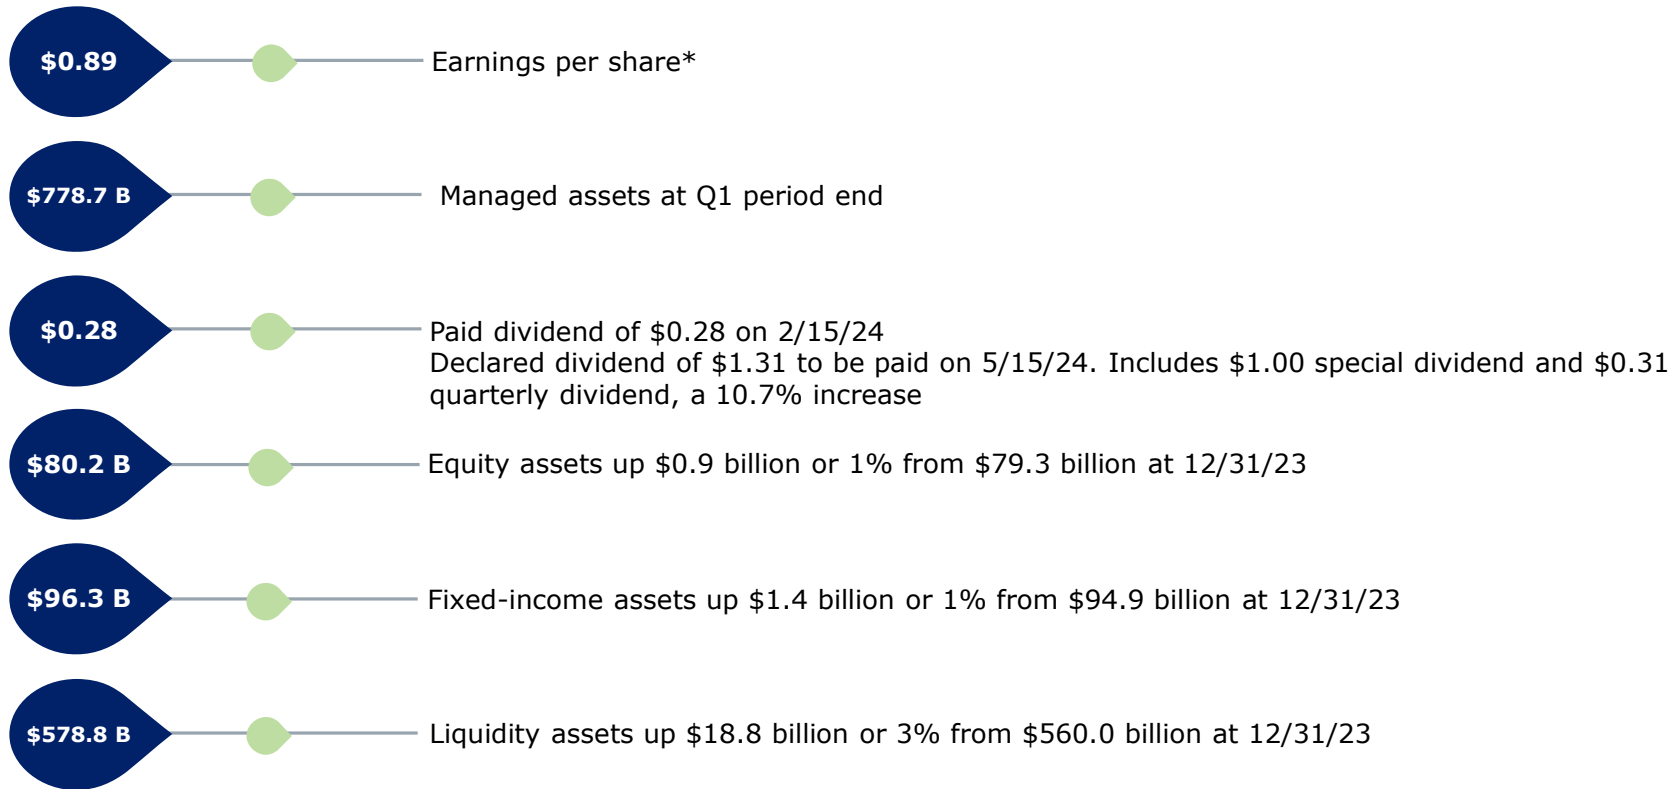 $0.89
Earnings per share*
$778.7 B
Managed assets at Q1 period end
$0.28
Paid dividend of $0.28 on 2/15/24
Declared dividend of $1.31 to be paid on 5/15/24. Includes $1.00 special dividend and $0.31
quarterly dividend, a 10.7% increase
$80.2 B
Equity assets up $0.9 billion or 1% from $79.3 billion at 12/31/23
$96.3 B
Fixed-income assets up $1.4 billion or 1% from $94.9 billion at 12/31/23
$578.8 B
Liquidity assets up $18.8 billion or 3% from $560.0 billion at 12/31/23